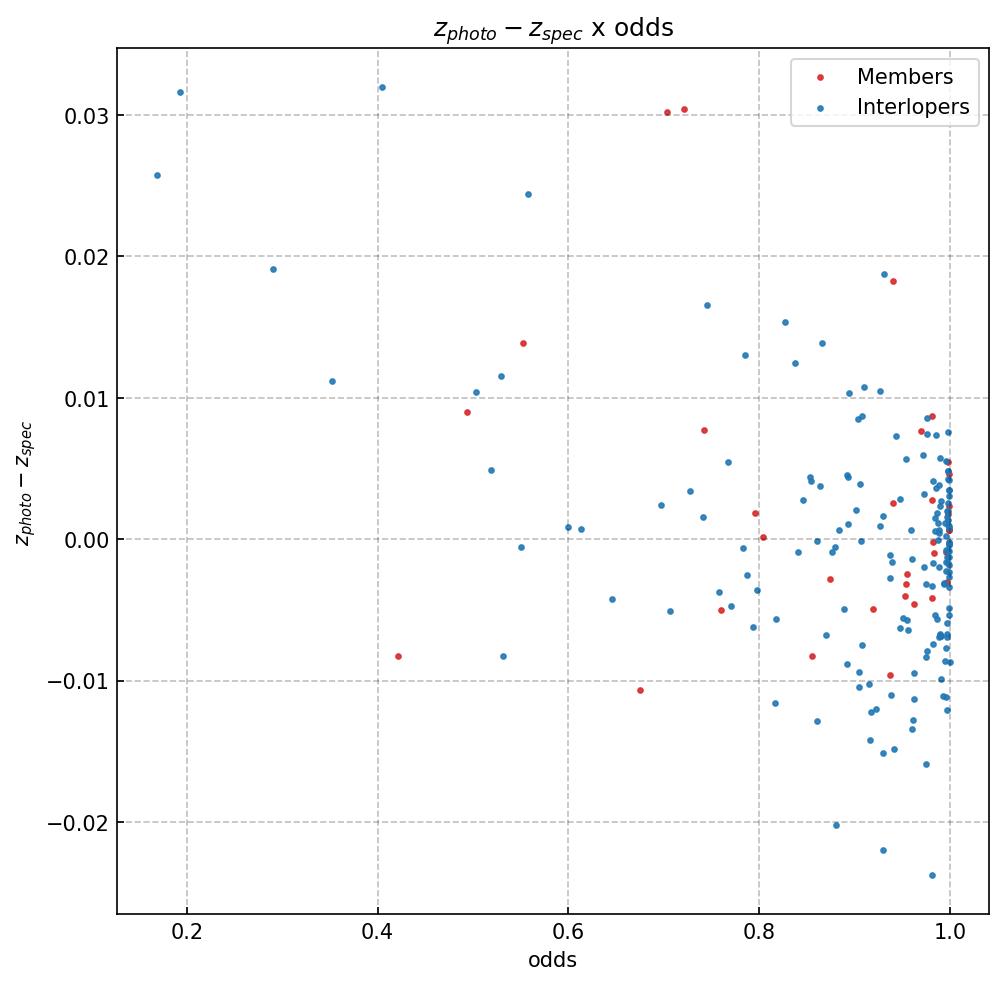 z_photo − z_spec x odds
Members
Interlopers
0.03
0.02
0.01
0.00
−0.01
−0.02
z_photo − z_spec
0.2
0.4
0.6
0.8
1.0
odds